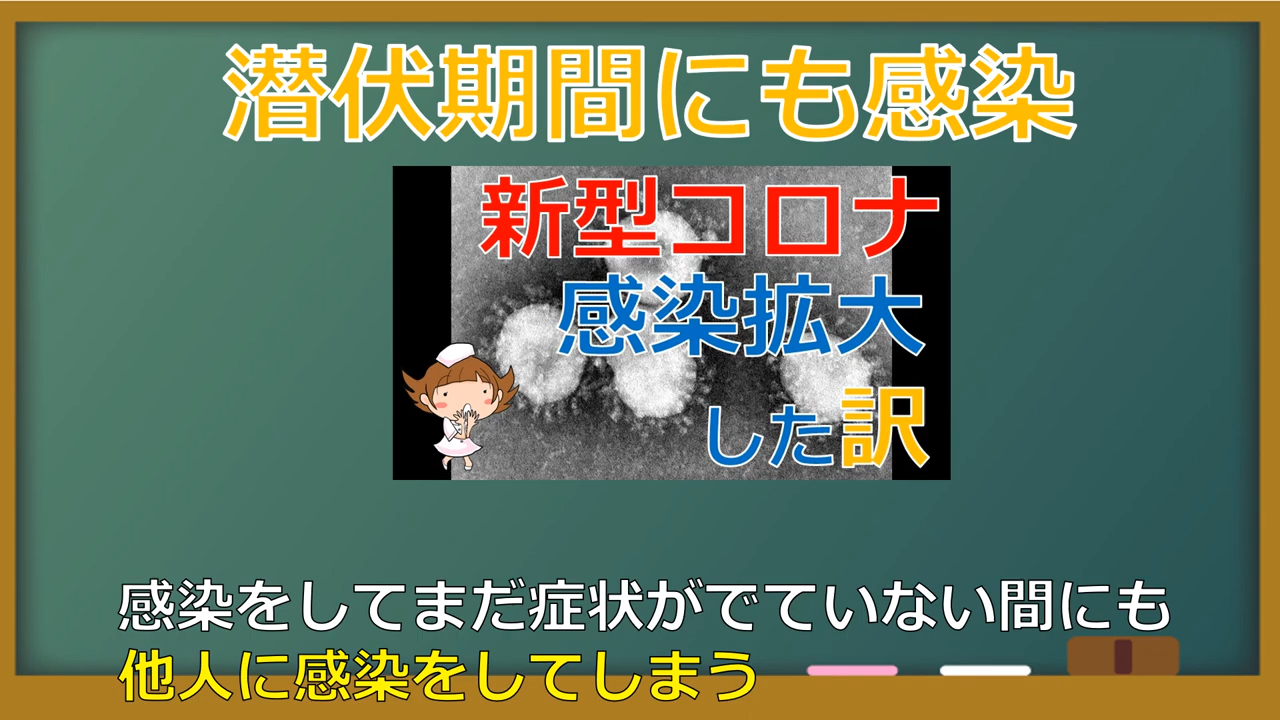 潜伏期間にも感染
新型コロナ
感染拡大
した訳
感染をしてまだ症状がでていない間にも
他人に感染をしてしまう